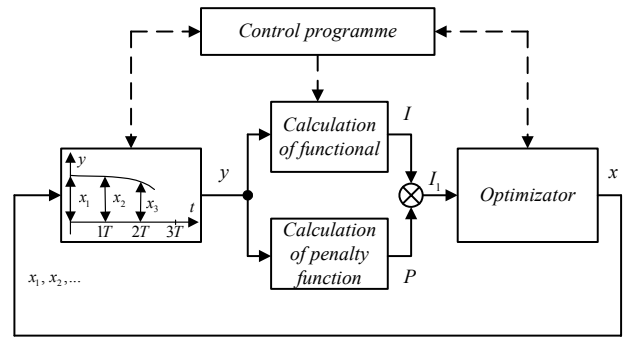 Control programme
I
Calculation
of functional
y
x₁
x₂
x₃
t
1T
2T
3T
y
I₁
Optimizator
x
Calculation
of penalty
function
P
x₁, x₂,...